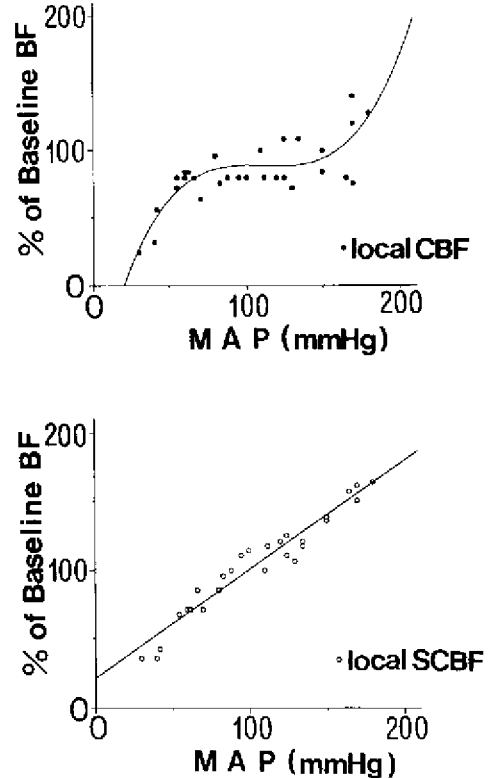 % of Baseline BF
200
100
0
0 100 200
• local CBF
M A P (mmHg)
% of Baseline BF
200
100
0
0 100 200
○ local SCBF
M A P (mmHg)